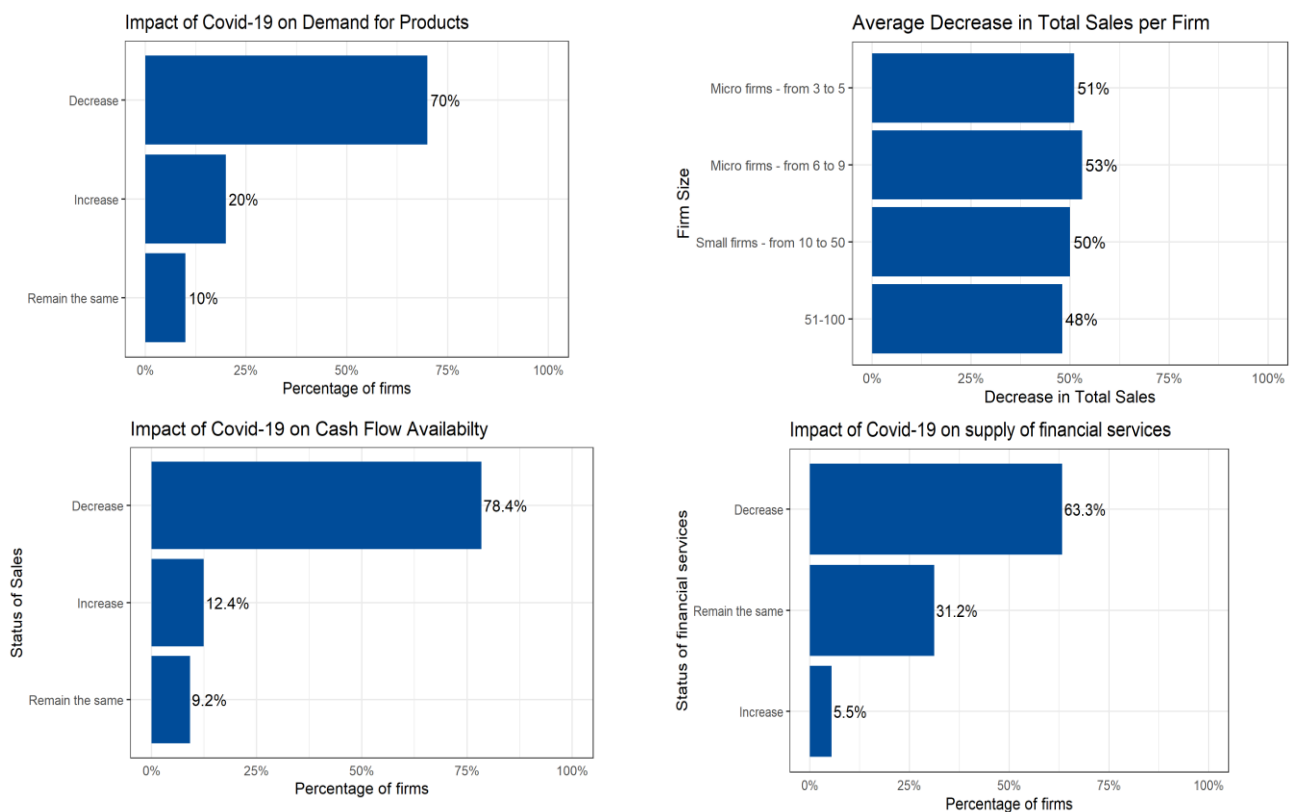 Impact of Covid-19 on Demand for Products
Decrease
70%
Increase
20%
Remain the same
10%
0%
25%
50%
75%
100%
Percentage of firms
Average Decrease in Total Sales per Firm
Firm Size
Micro firms - from 3 to 5
51%
Micro firms - from 6 to 9
53%
Small firms - from 10 to 50
50%
51-100
48%
0%
25%
50%
75%
100%
Decrease in Total Sales
Impact of Covid-19 on Cash Flow Availabilty
Status of Sales
Decrease
78.4%
Increase
12.4%
Remain the same
9.2%
0%
25%
50%
75%
100%
Percentage of firms
Impact of Covid-19 on supply of financial services
Status of financial services
Decrease
63.3%
Remain the same
31.2%
Increase
5.5%
0%
25%
50%
75%
100%
Percentage of firms